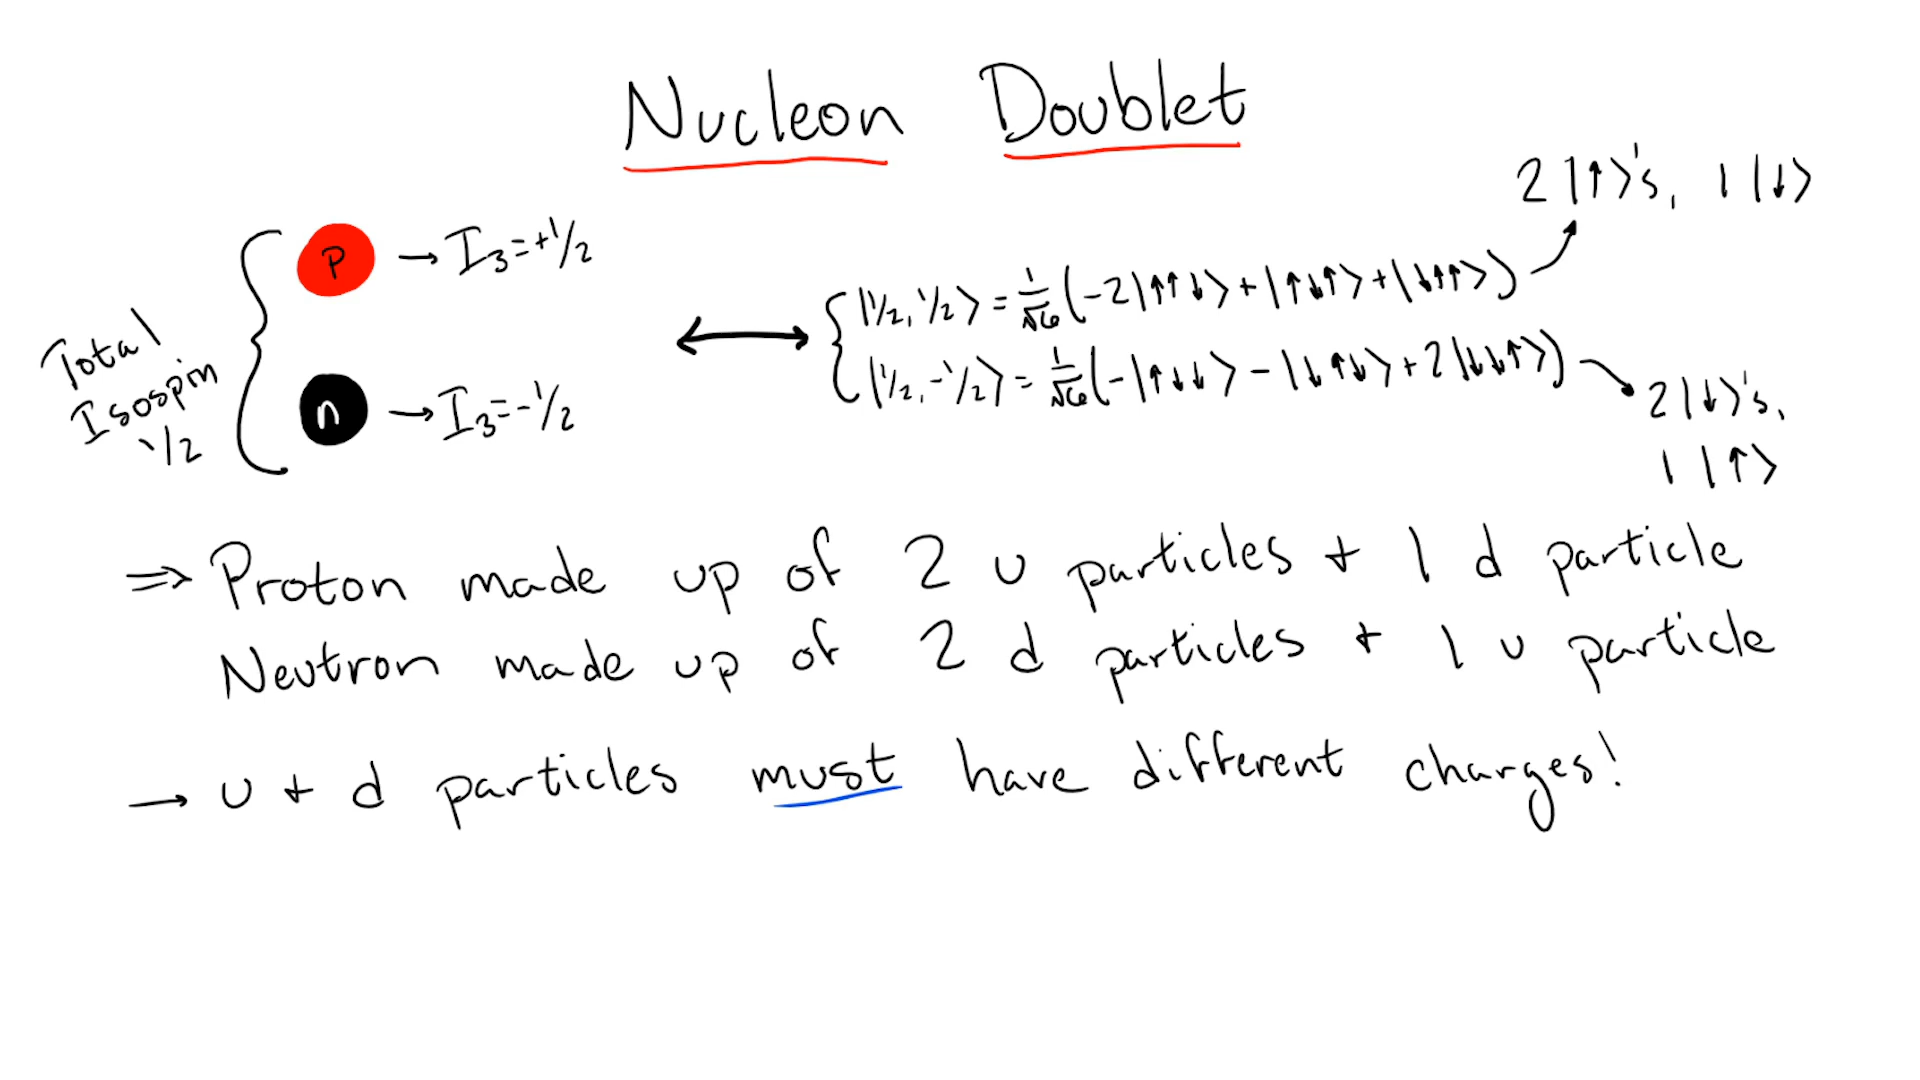 Nucleon Doublet
Total Isospin 1/2
p → I₃=+1/2
n → I₃=-1/2
|1/2, 1/2⟩ = 1/√6 (-2|↑↑↓⟩ + |↑↓↑⟩ + |↓↑↑⟩)
2 |↑⟩'s, 1 |↓⟩
|1/2, -1/2⟩ = 1/√6 (-|↑↓↓⟩ - |↓↑↓⟩ + 2|↓↓↑⟩)
2 |↓⟩'s,
1 |↑⟩
⇒ Proton made up of 2 u particles + 1 d particle
Neutron made up of 2 d particles + 1 u particle
→ u + d particles must have different charges!